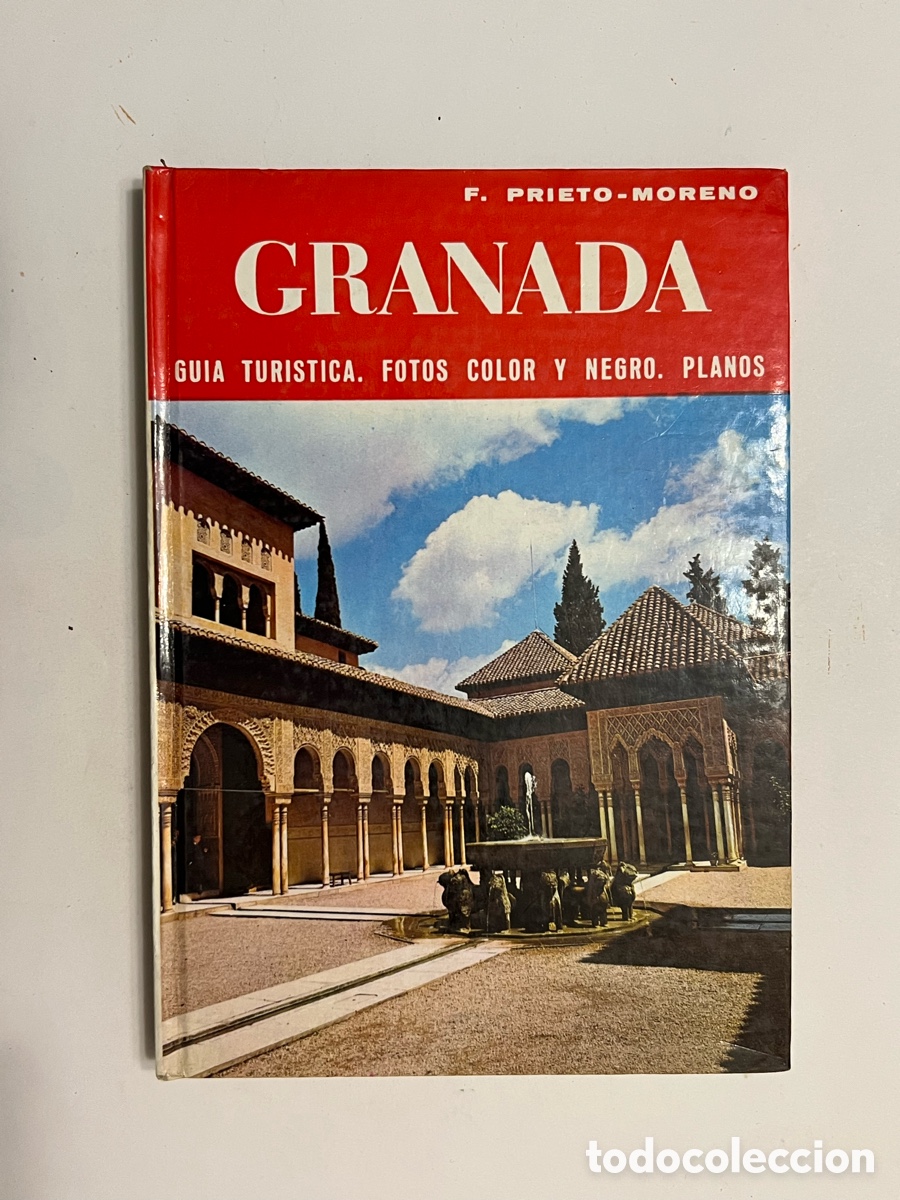 F. PRIETO-MORENO
GRANADA
GUIA TURISTICA. FOTOS COLOR Y NEGRO. PLANOS
todocoleccion